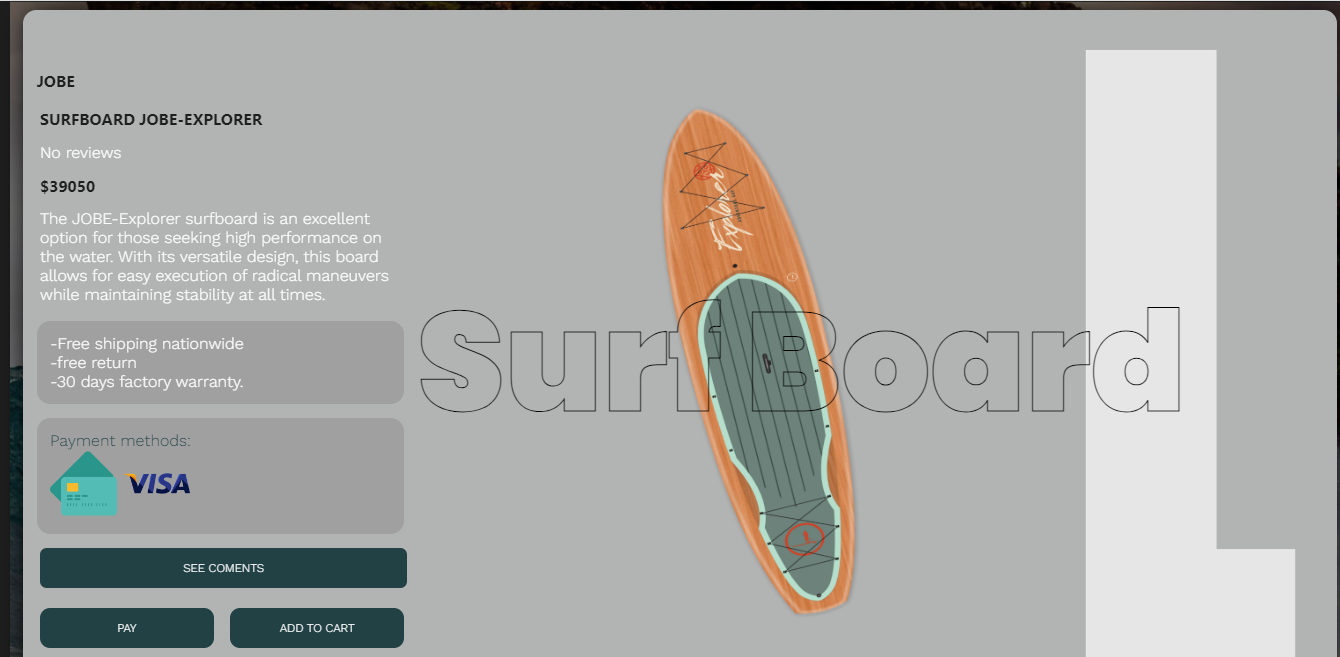 JOBE
SURFBOARD JOBE-EXPLORER
No reviews
$39050
The JOBE-Explorer surfboard is an excellent
option for those seeking high performance on
the water. With its versatile design, this board
allows for easy execution of radical maneuvers
while maintaining stability at all times.
-Free shipping nationwide
-free return
-30 days factory warranty.
Payment methods:
VISA
SEE COMENTS
PAY
ADD TO CART
Explorer
Surf Board